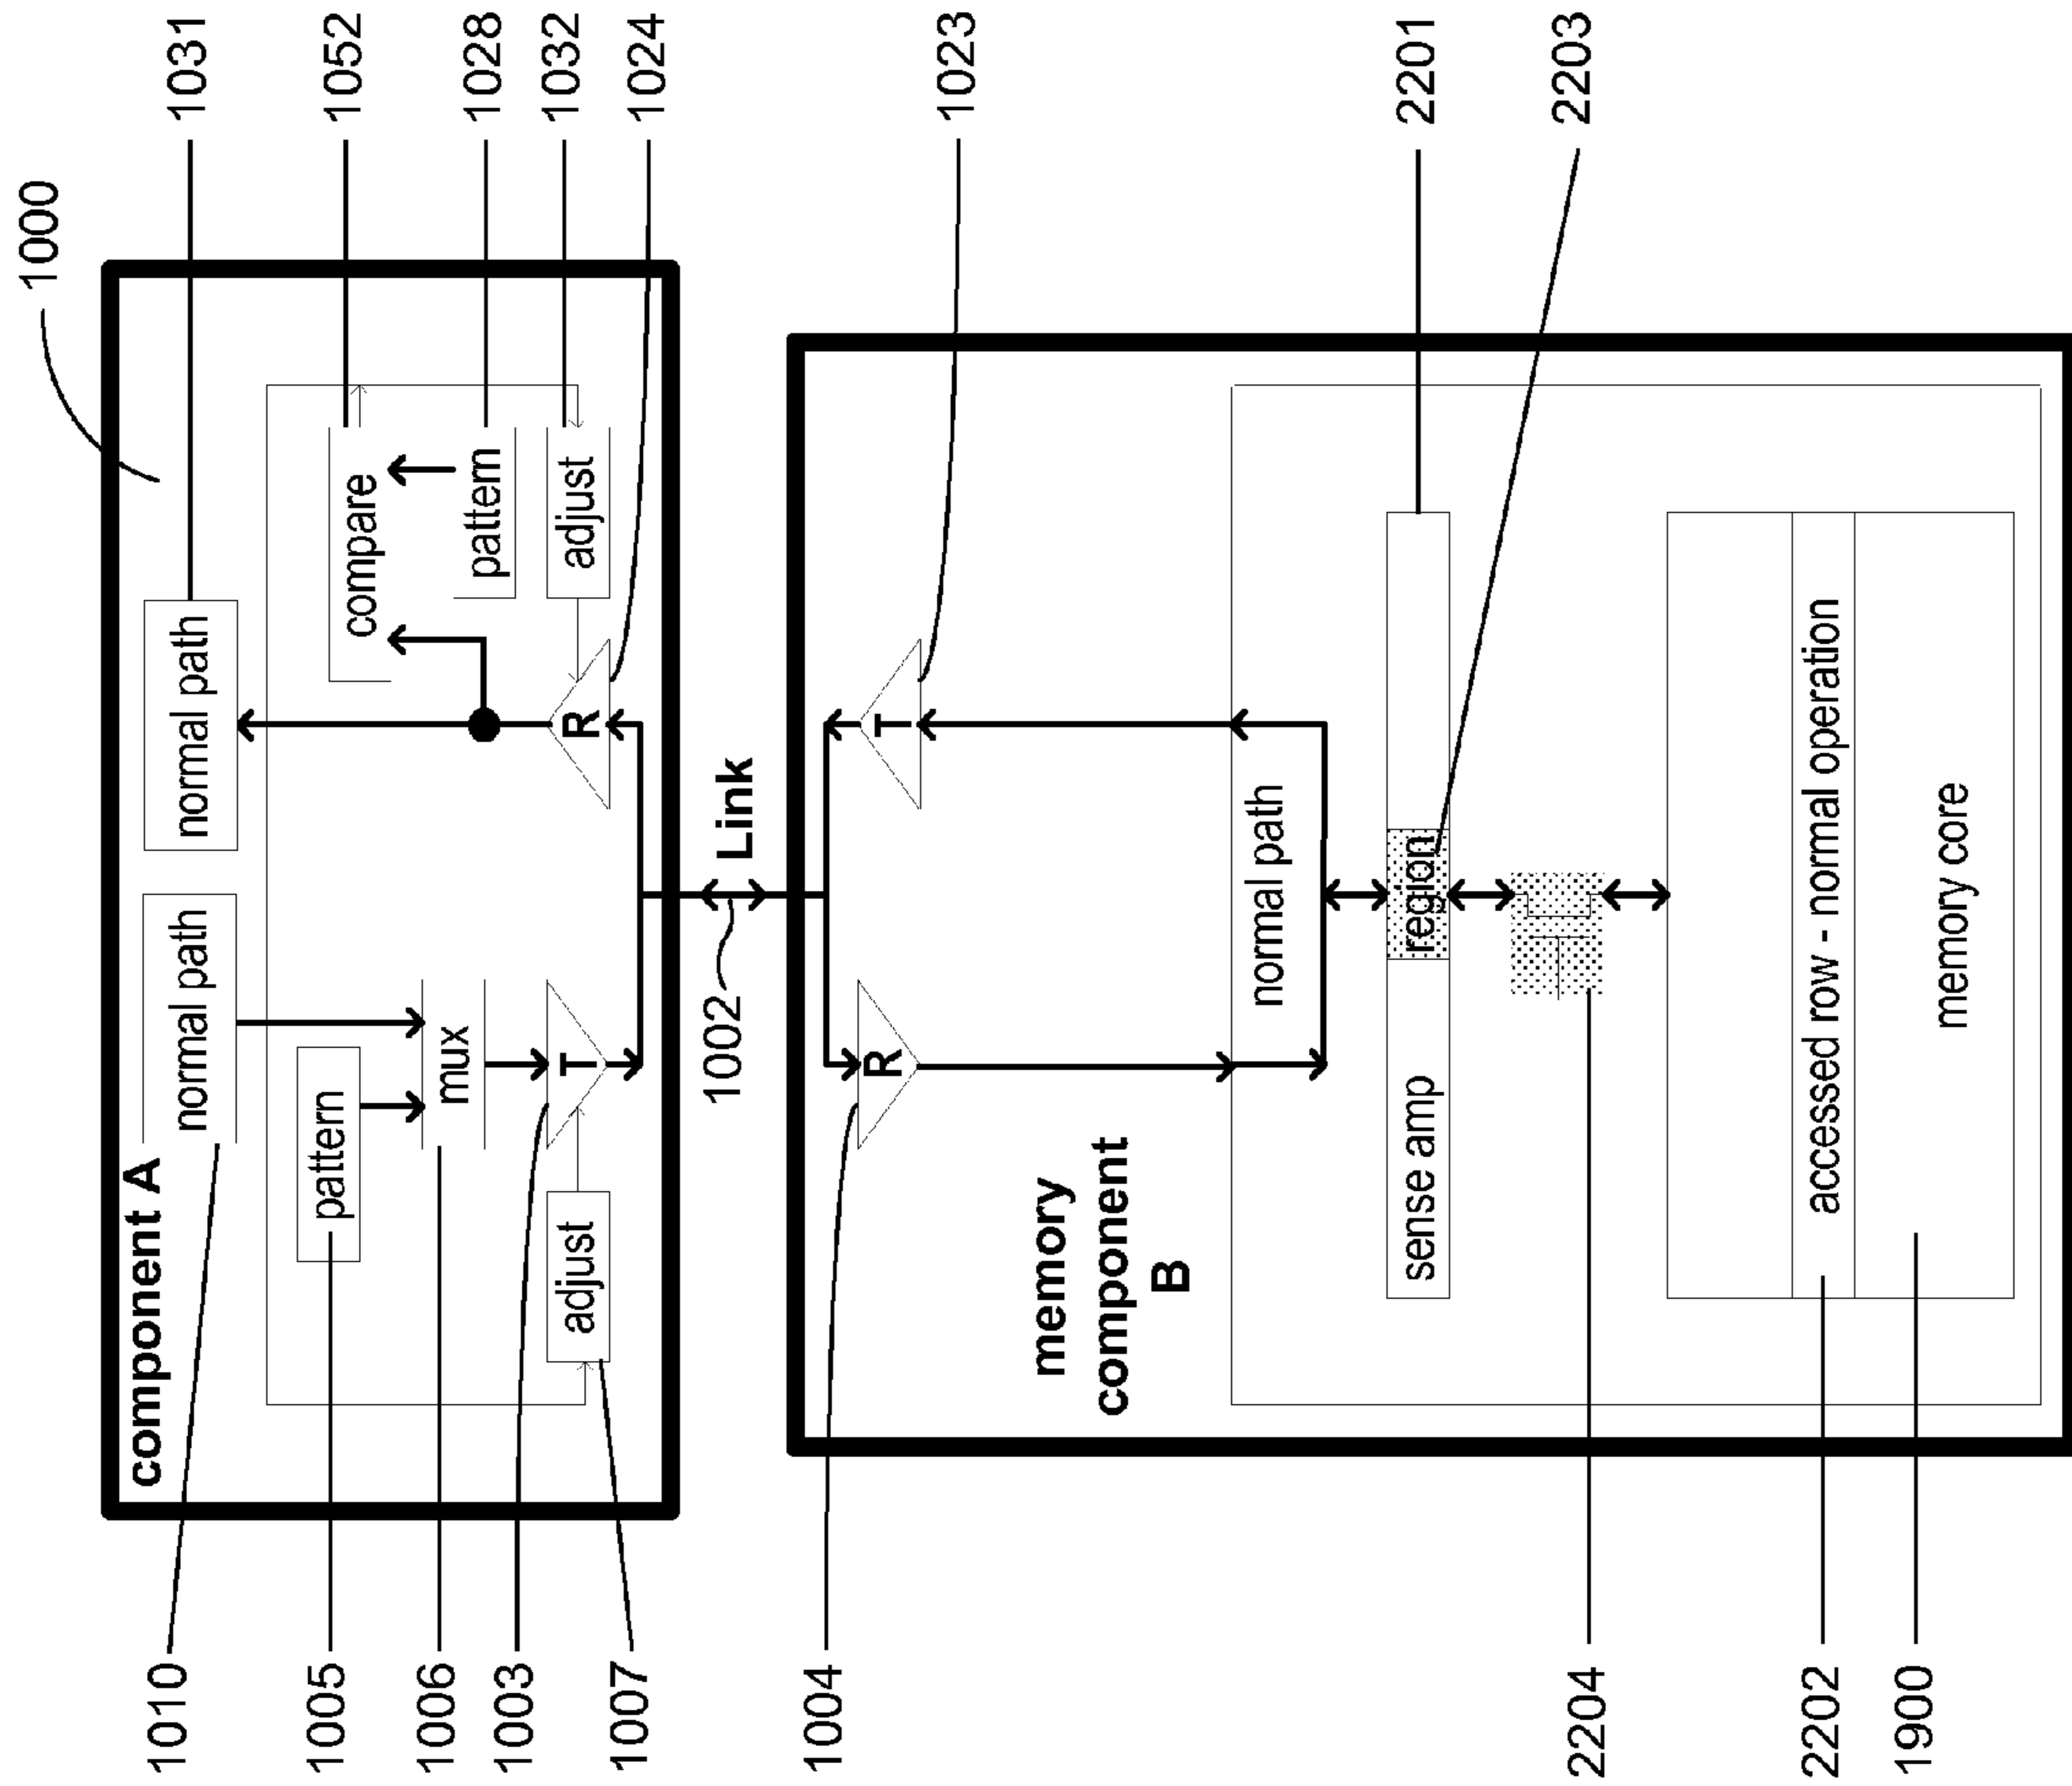 1000
1031
1052
1028
1032
1024
1023
2201
2203
component A
normal path
normal path
pattern
compare
mux
pattern
adjust
T
R
adjust
Link
1002
R
T
memory
component
B
normal path
sense amp
region
accessed row - normal operation
memory core
1010
1005
1006
1003
1007
1004
2204
2202
1900